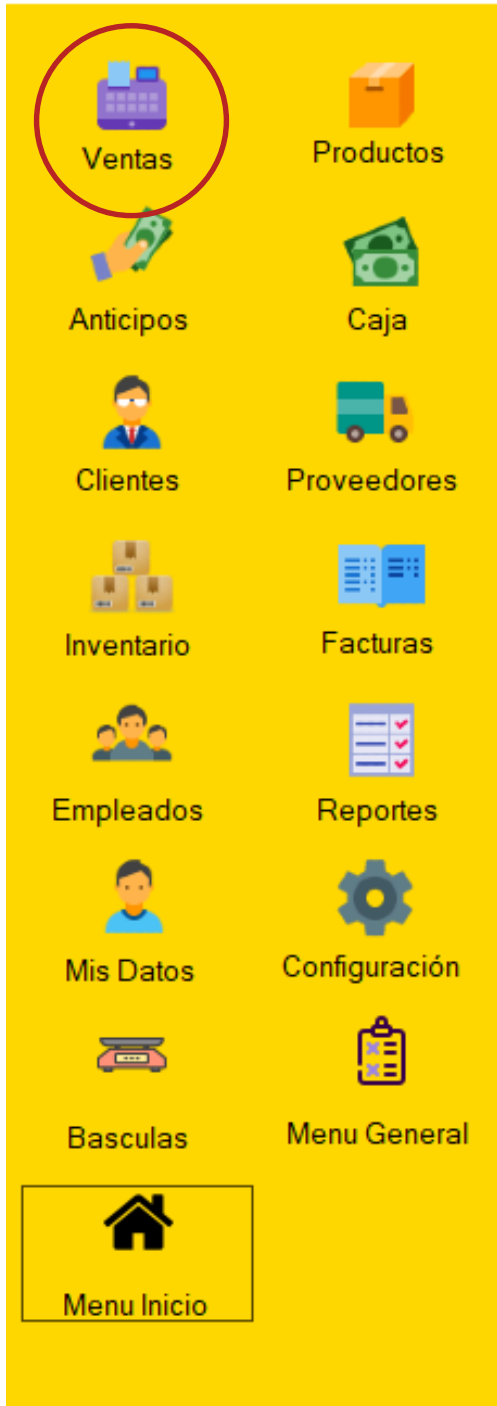 Ventas
Productos
Anticipos
Caja
Clientes
Proveedores
Inventario
Facturas
Empleados
Reportes
Mis Datos
Configuración
Basculas
Menu General
Menu Inicio